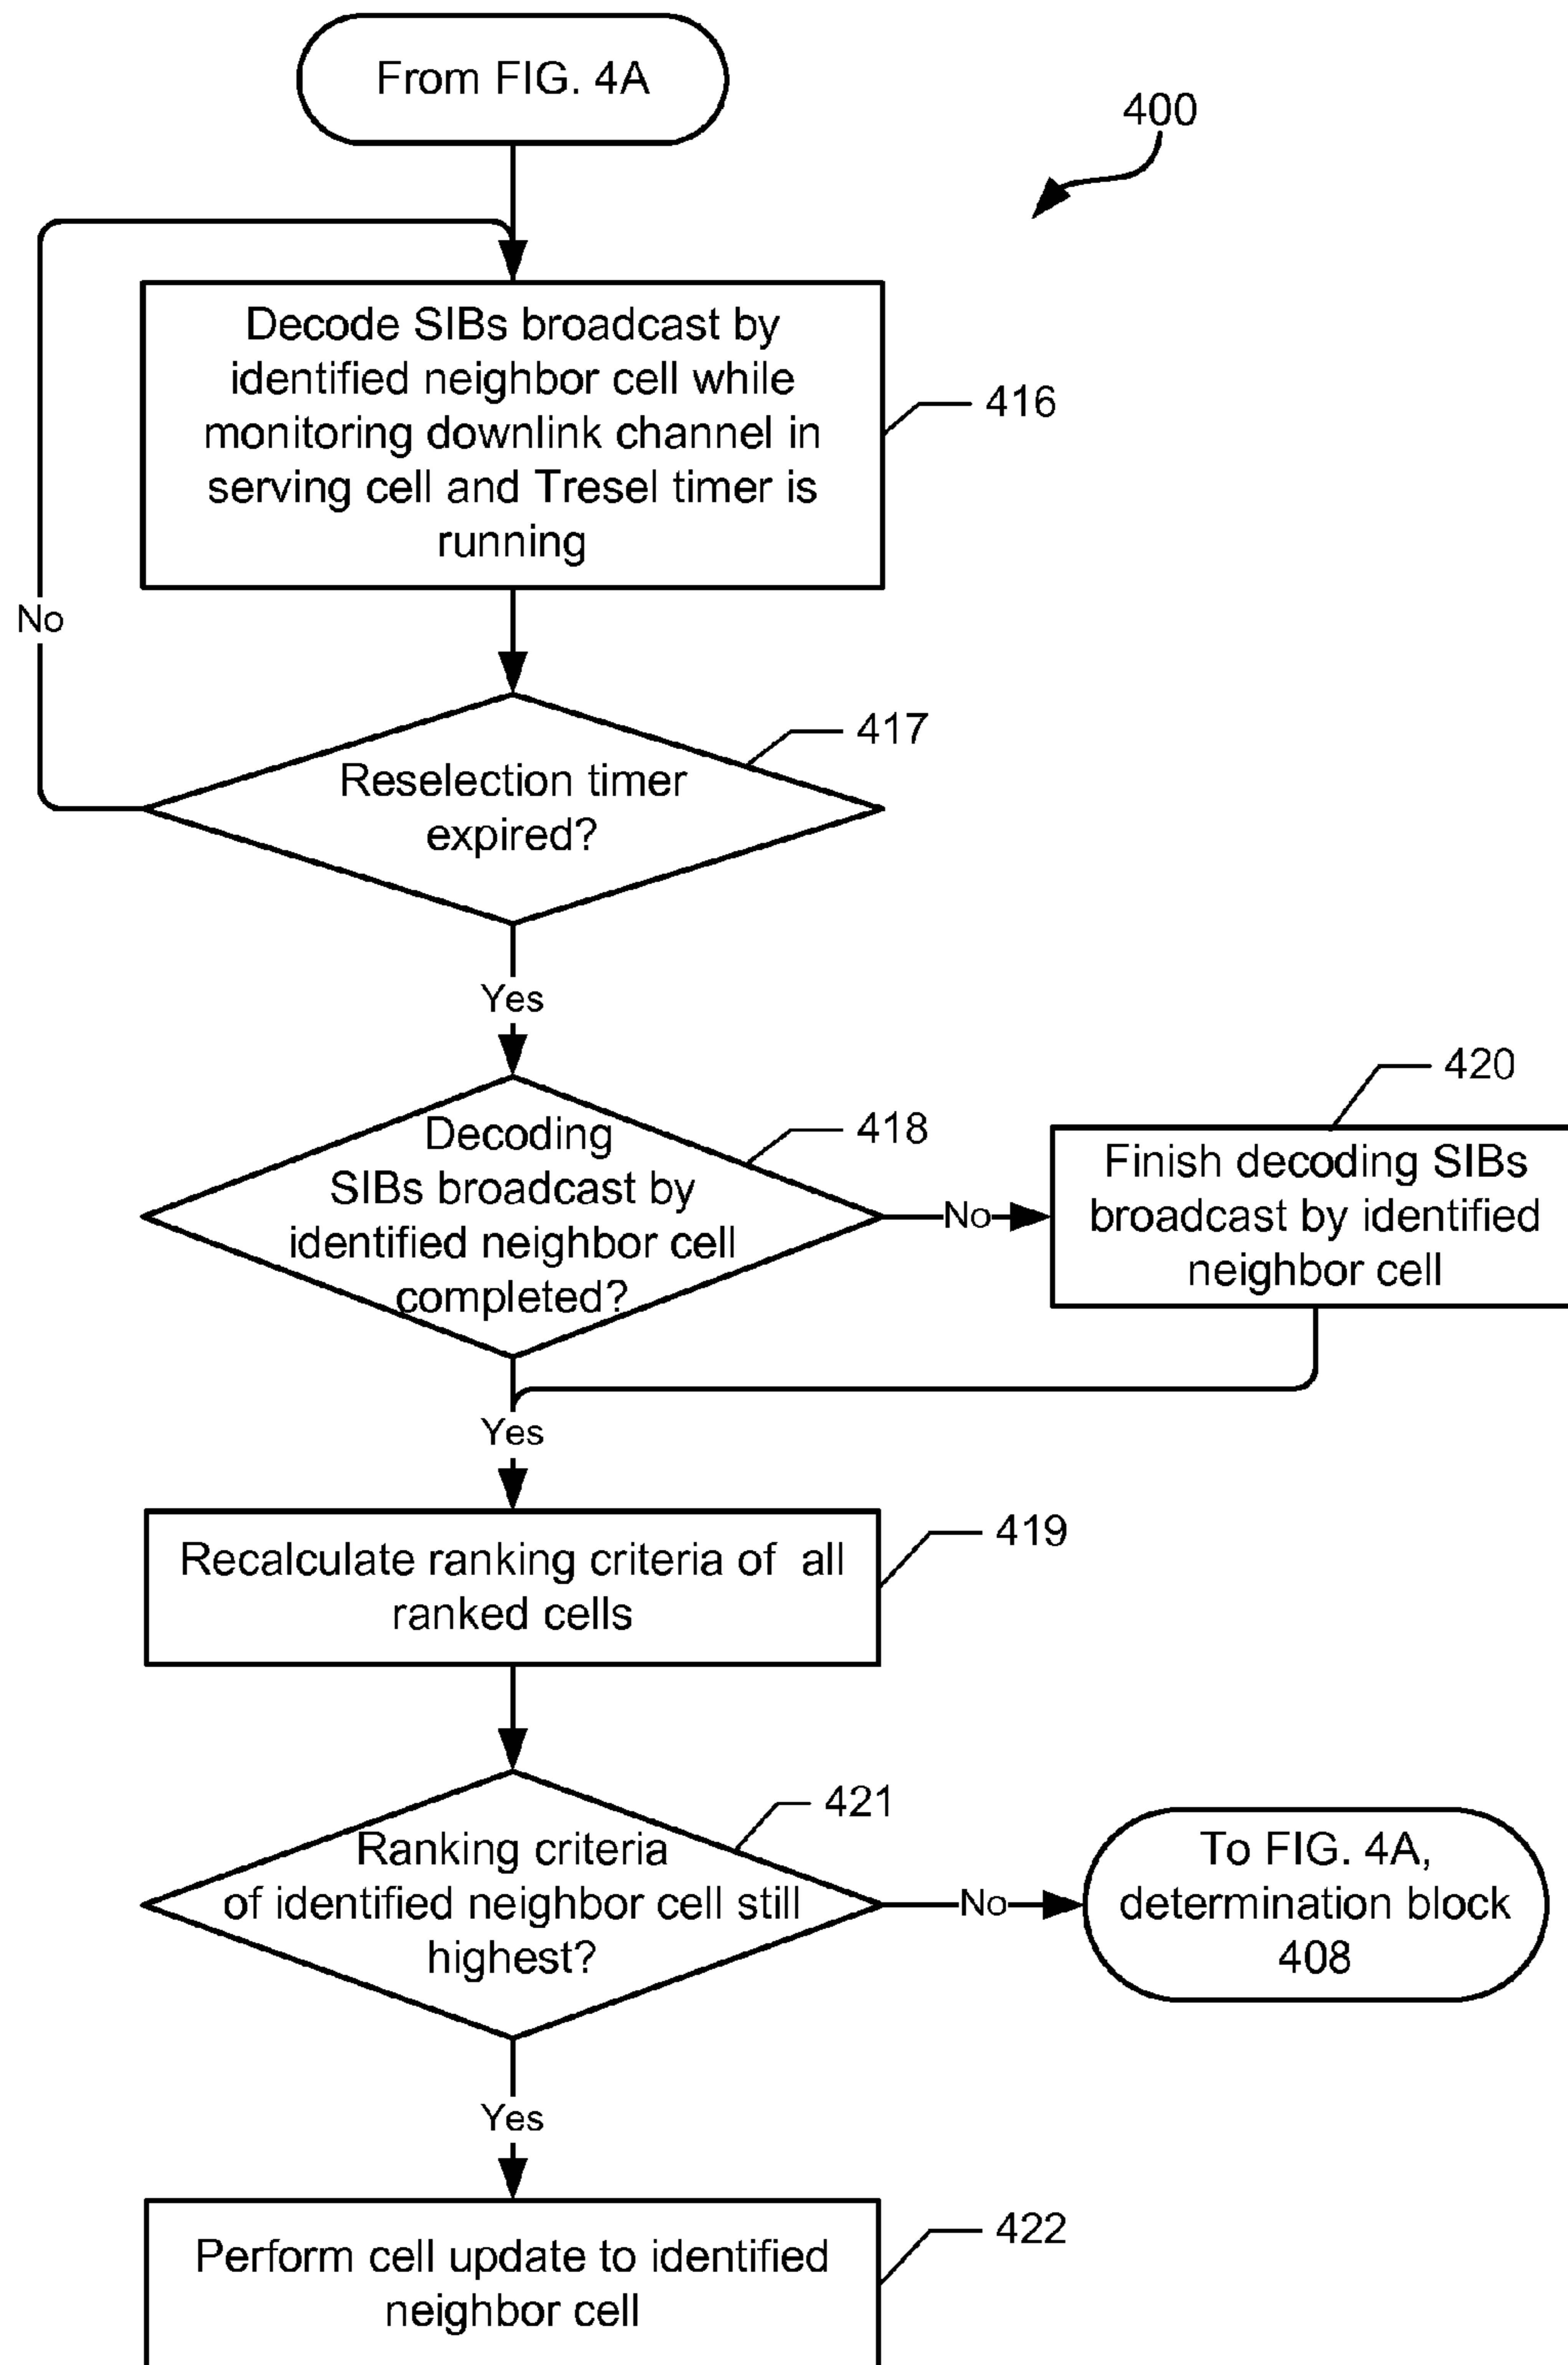 From FIG. 4A
400
Decode SIBs broadcast by
identified neighbor cell while
monitoring downlink channel in
serving cell and Tresel timer is
running
416
No
417
Reselection timer
expired?
Yes
418
Decoding
SIBs broadcast by
identified neighbor cell
completed?
No
420
Finish decoding SIBs
broadcast by identified
neighbor cell
Yes
419
Recalculate ranking criteria of all
ranked cells
421
Ranking criteria
of identified neighbor cell still
highest?
No
To FIG. 4A,
determination block
408
Yes
422
Perform cell update to identified
neighbor cell